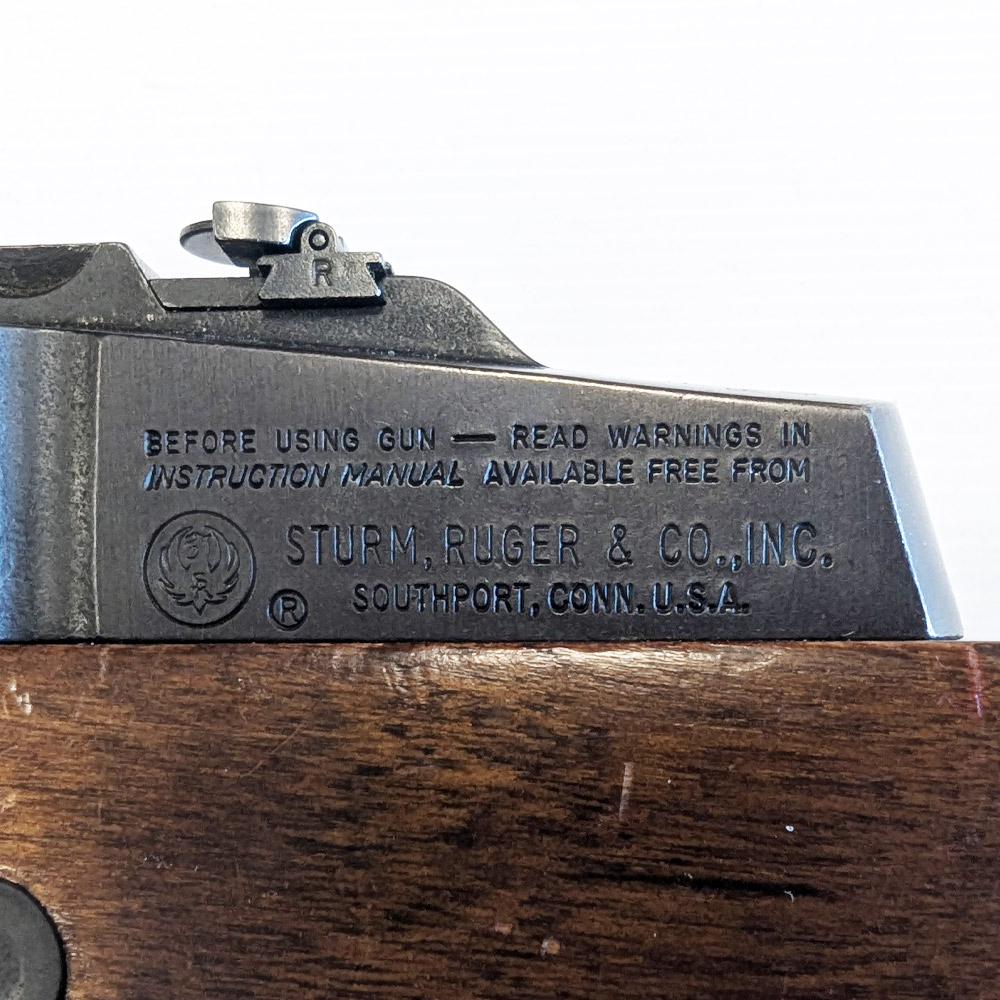 R
BEFORE USING GUN — READ WARNINGS IN
INSTRUCTION MANUAL AVAILABLE FREE FROM
STURM, RUGER & CO., INC.
® SOUTHPORT, CONN. U.S.A.